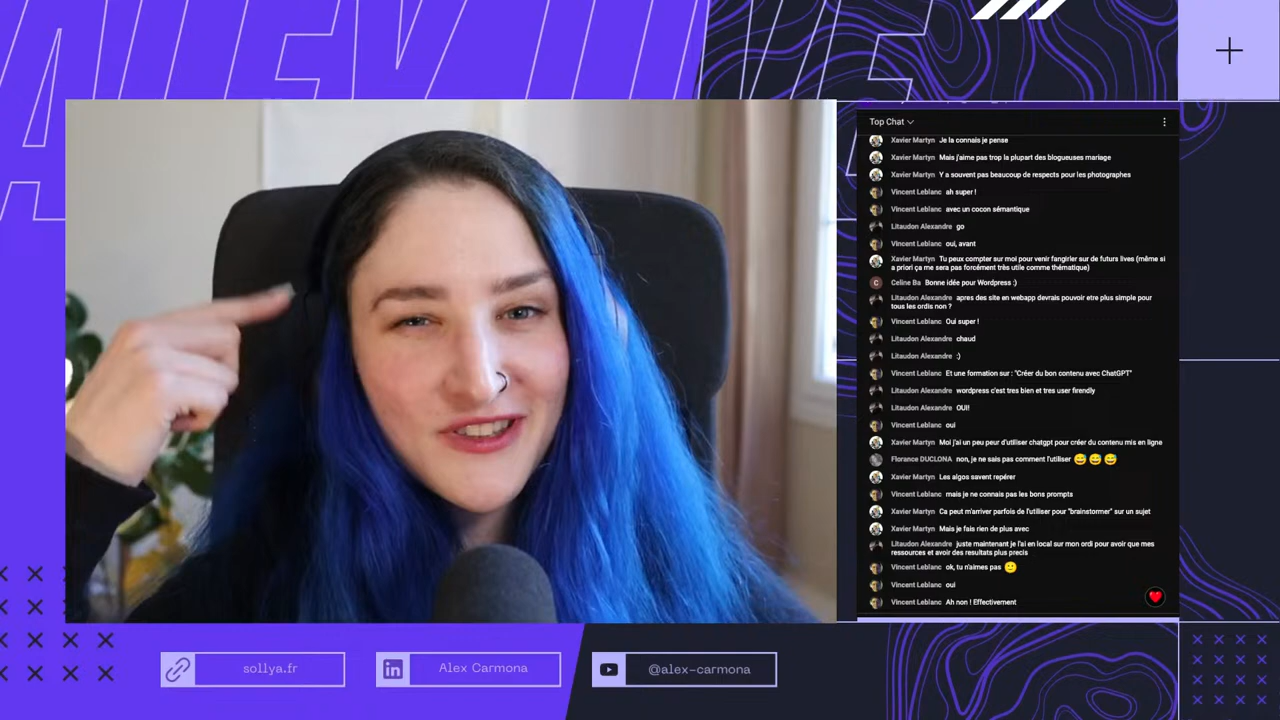 ALEX LIVE
Top Chat
Xavier Martyn Je la connais je pense
Xavier Martyn Mais j'aime pas trop la plupart des blogueuses mariage
Xavier Martyn Y a souvent pas beaucoup de respects pour les photographes
Vincent Leblanc ah super !
Vincent Leblanc avec un cocon sémantique
Litaudon Alexandre go
Vincent Leblanc oui, avant
Xavier Martyn Tu peux compter sur moi pour venir fangirler sur de futurs lives (même si
a priori ça me sera pas forcément très utile comme thématique)
C
Celine Ba Bonne idée pour Wordpress :)
Litaudon Alexandre apres des site en webapp devrais pouvoir etre plus simple pour
tous les ordis non ?
Vincent Leblanc Oui super !
Litaudon Alexandre chaud
Litaudon Alexandre :)
Vincent Leblanc Et une formation sur : "Créer du bon contenu avec ChatGPT"
Litaudon Alexandre wordpress c'est tres bien et tres user firendly
Litaudon Alexandre OUI!
Vincent Leblanc oui
Xavier Martyn Moi j'ai un peu peur d'utiliser chatgpt pour créer du contenu mis en ligne
Florance DUCLONA non, je ne sais pas comment l'utiliser 😅 😅 😅
Xavier Martyn Les algos savent repérer
Vincent Leblanc mais je ne connais pas les bons prompts
Xavier Martyn Ca peut m'arriver parfois de l'utiliser pour "brainstormer" sur un sujet
Xavier Martyn Mais je fais rien de plus avec
Litaudon Alexandre juste maintenant je l'ai en local sur mon ordi pour avoir que mes
ressources et avoir des resultats plus precis
Vincent Leblanc ok, tu n'aimes pas 🙂
Vincent Leblanc oui
Vincent Leblanc Ah non ! Effectivement
sollya.fr
in Alex Carmona
@alex-carmona